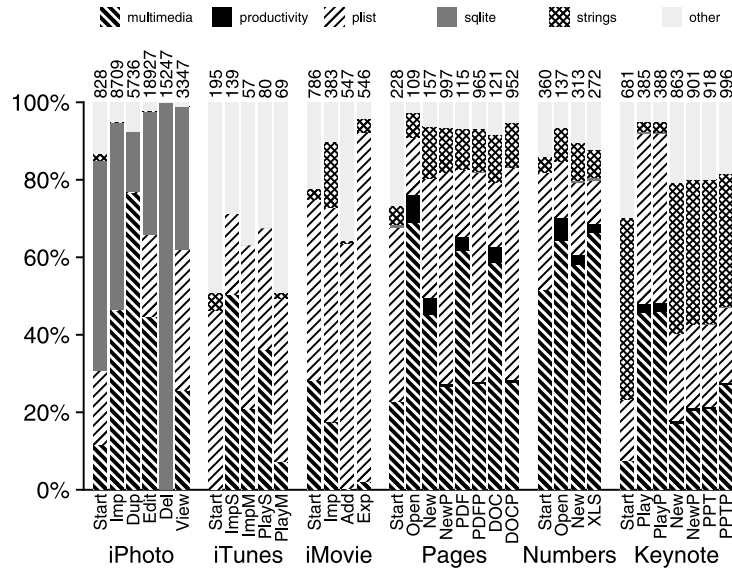 multimedia productivity plist sqlite strings other
828 8709 5736 18927 15247 3347 195 139 57 80 69 786 383 547 546 228 109 157 997 115 965 121 952 360 137 313 272 681 385 388 863 901 918 996
100%
80%
60%
40%
20%
0%
Start Imp Dup Edit Del View Start ImpS ImpM PlayS PlayM Start Imp Add Exp Start Open New NewP PDF PDFP DOC DOCP Start Open New XLS Start Play PlayP New NewP PPT PPTP
iPhoto iTunes iMovie Pages Numbers Keynote